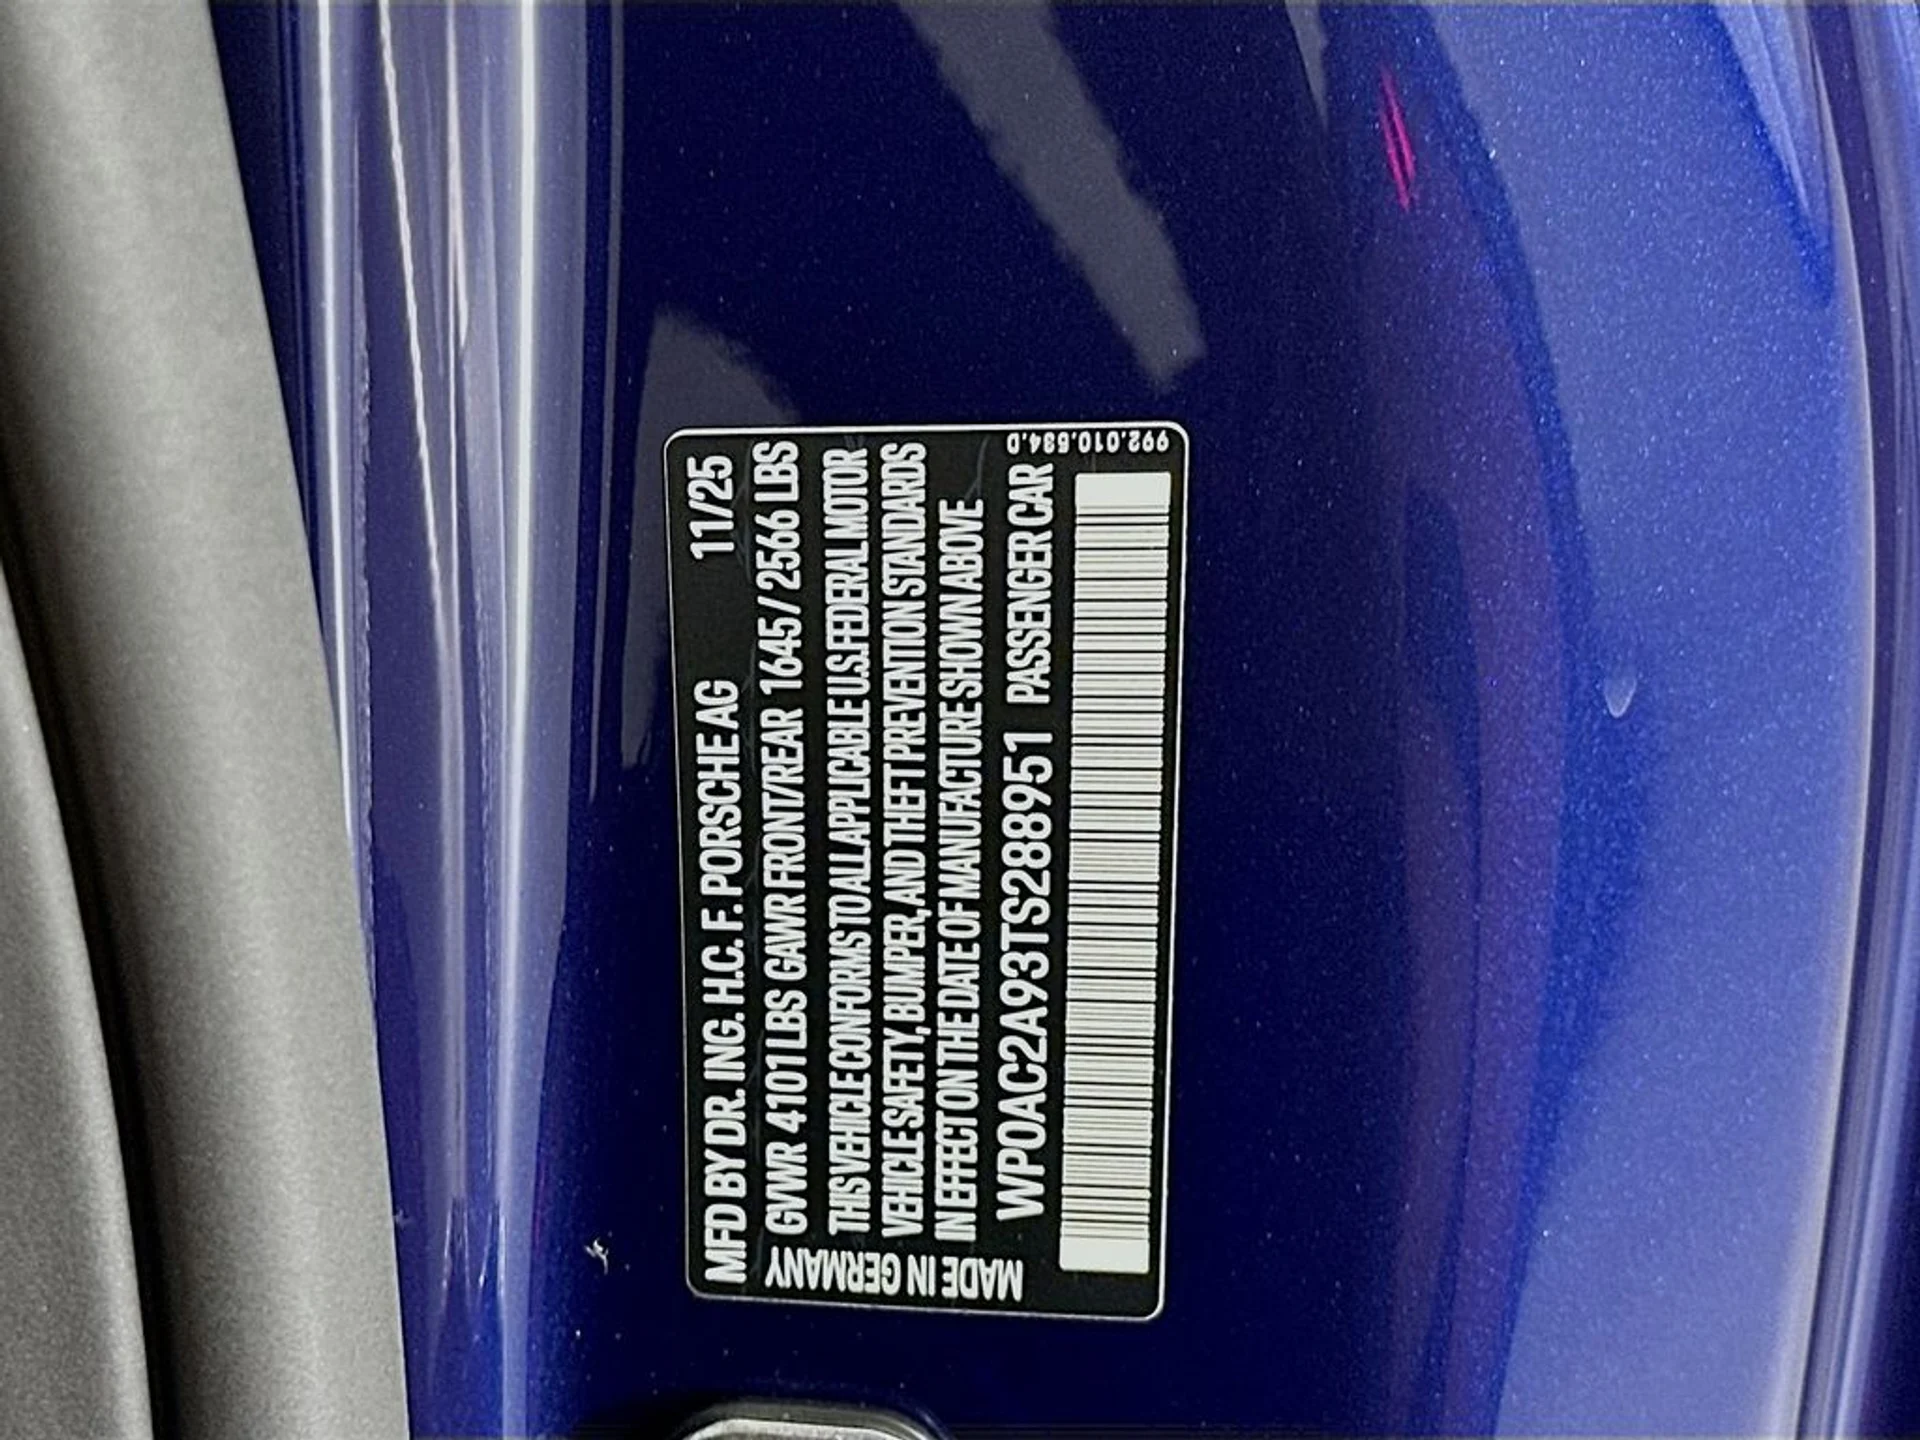 MFD BY DR. ING. H.C. F. PORSCHE AG 11/25
GVWR 4101 LBS GAWR FRONT/REAR 1645/2566 LBS
THIS VEHICLE CONFORMS TO ALL APPLICABLE U.S. FEDERAL MOTOR
VEHICLE SAFETY, BUMPER, AND THEFT PREVENTION STANDARDS
IN EFFECT ON THE DATE OF MANUFACTURE SHOWN ABOVE
WP0AC2A93TS288951 PASSENGER CAR
MADE IN GERMANY
992.010.534.D